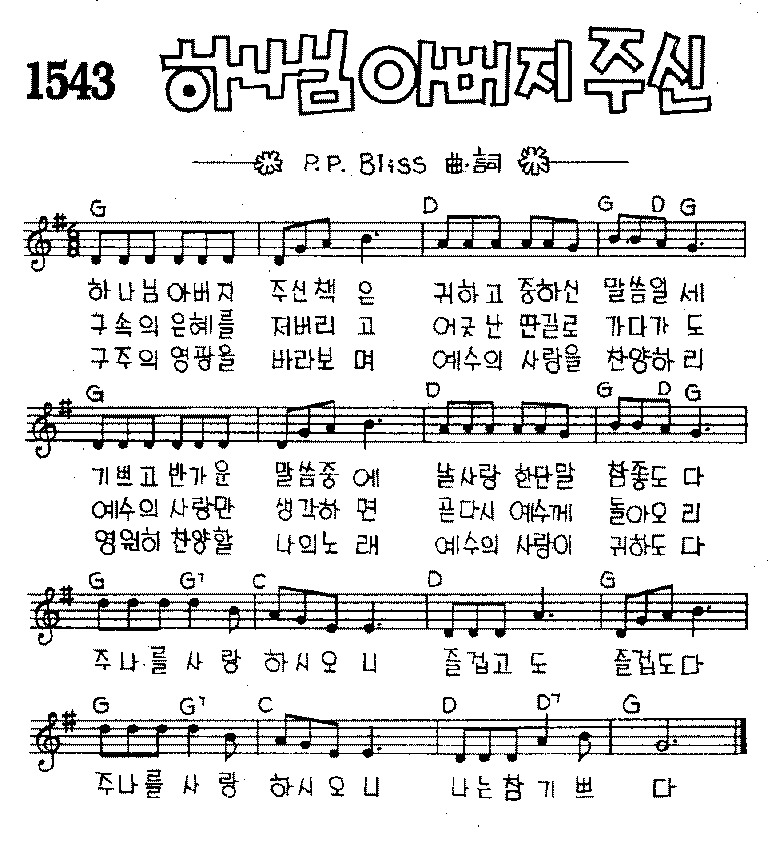 1543 하나님 아버지 주신
P.P. Bliss 曲·詞
G D G D G
하나님아버지 주신책 은 귀하고 중하신 말씀일 세
구속의 은혜를 저버리 고 어긋난 딴길로 가다가 도
구주의 영광을 바라보 며 예수의 사랑을 찬양하 리
G D G D G
기쁘고 반가운 말씀중 에 날사랑 한단말 참좋도 다
예수의 사랑만 생각하 면 곧다시 예수께 돌아오 리
영원히 찬양할 나의노 래 예수의 사랑이 귀하도 다
G G7 C D G
주나를 사 랑 하시오 니 즐겁고 도 즐겁도다
G G7 C D D7 G
주나를 사 랑 하시오 니 나는참 기 쁘 다